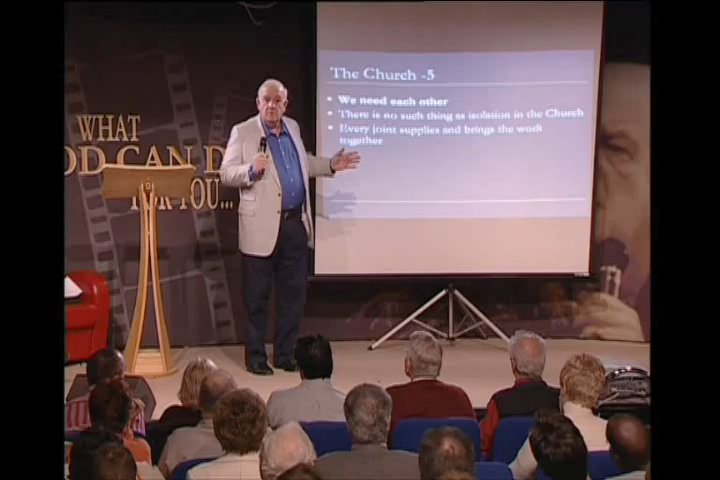 WHAT
OD CAN D
FOR YOU...
The Church -5
• We need each other
• There is no such thing as isolation in the Church
• Every joint supplies and brings the work
together